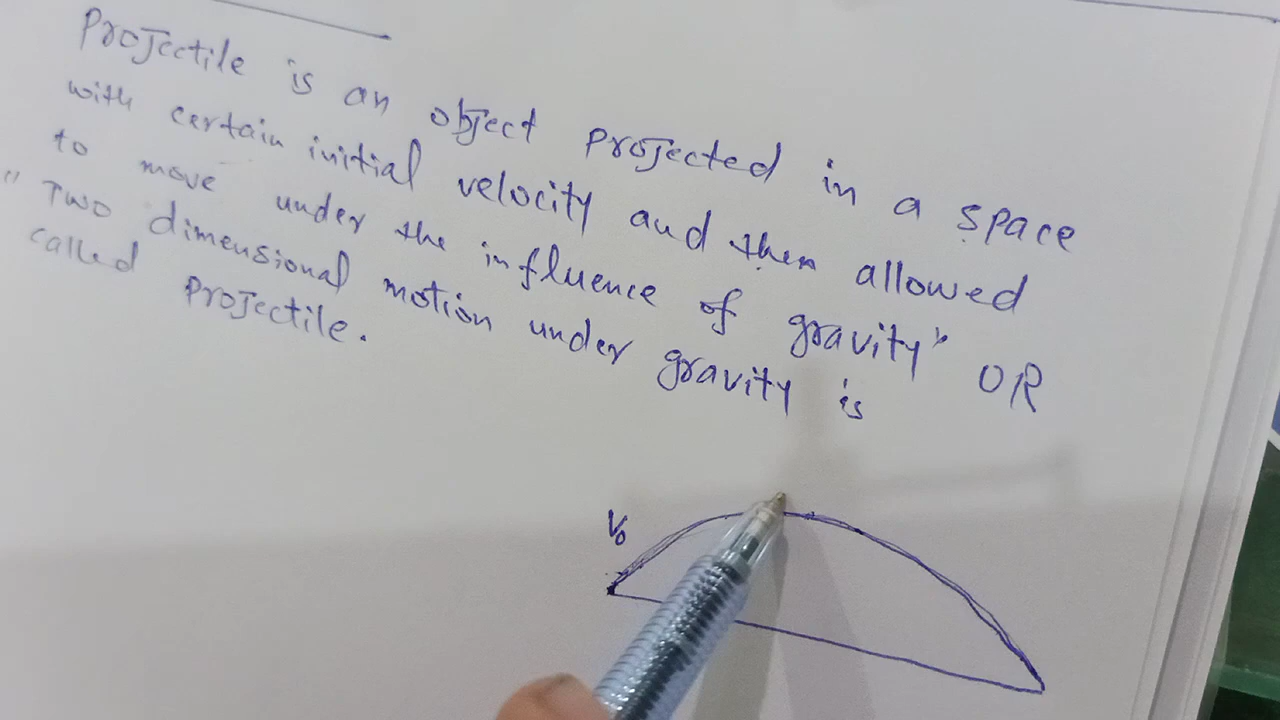 Projectile is an object projected in a space
with certain initial velocity and then allowed
to move under the influence of gravity" OR
"Two dimensional motion under gravity is
called projectile.
V₀